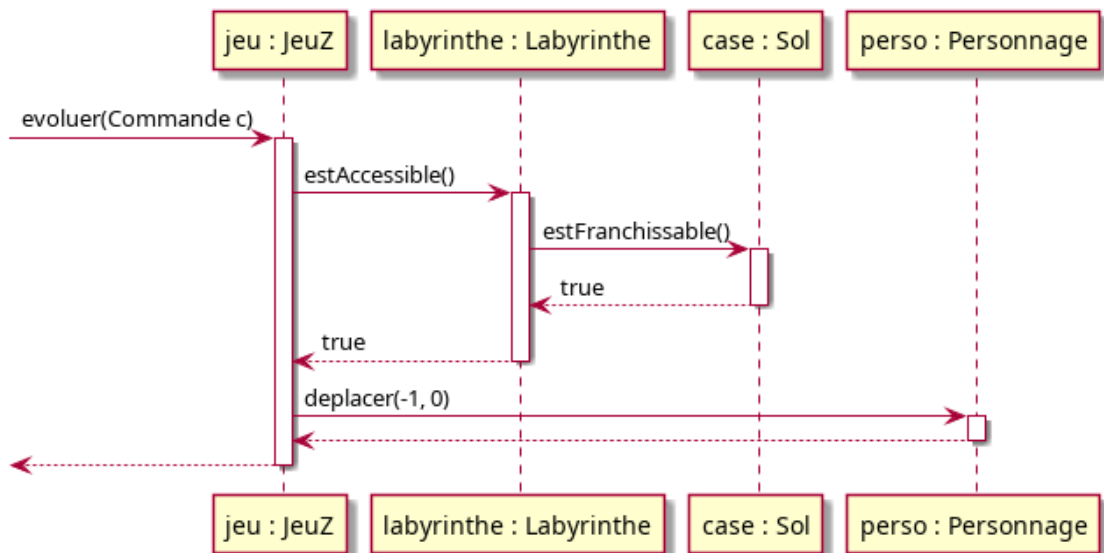 jeu : JeuZ
labyrinthe : Labyrinthe
case : Sol
perso : Personnage
evoluer(Commande c)
estAccessible()
estFranchissable()
true
true
deplacer(-1, 0)
jeu : JeuZ
labyrinthe : Labyrinthe
case : Sol
perso : Personnage